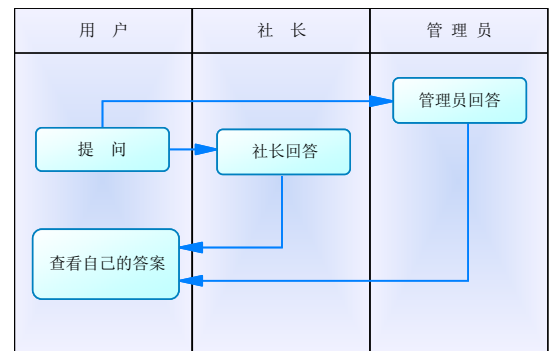 用 户
社 长
管 理 员
管理员回答
提 问
社长回答
查看自己的答案